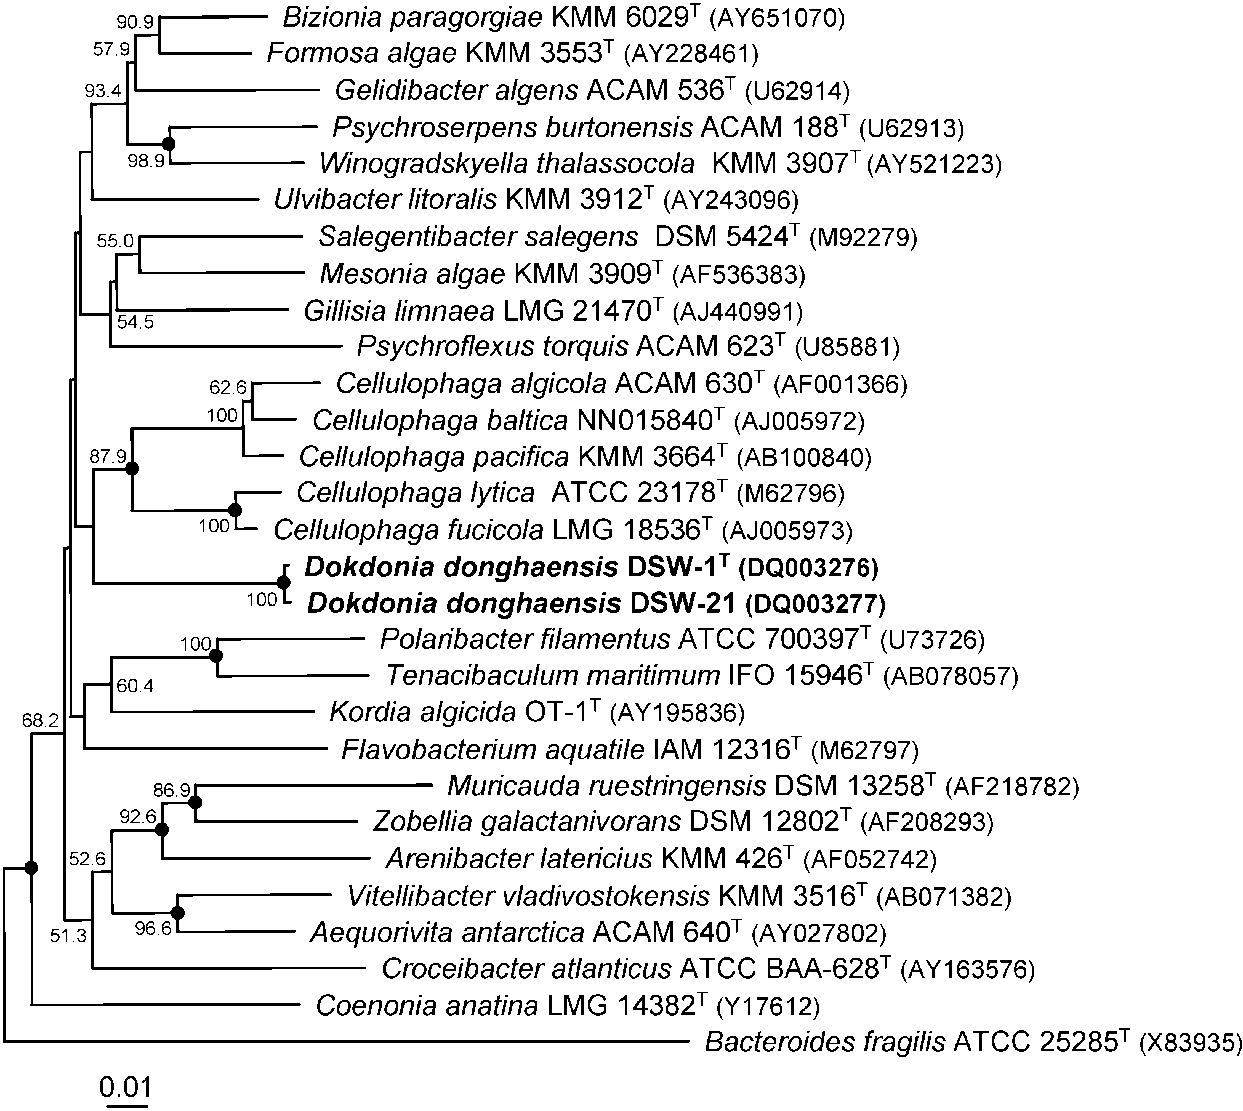 90.9 Bizionia paragorgiae KMM 6029ᵀ (AY651070)
57.9 Formosa algae KMM 3553ᵀ (AY228461)
93.4 Gelidibacter algens ACAM 536ᵀ (U62914)
Psychroserpens burtonensis ACAM 188ᵀ (U62913)
98.9 Winogradskyella thalassocola KMM 3907ᵀ (AY521223)
Ulvibacter litoralis KMM 3912ᵀ (AY243096)
55.0 Salegentibacter salegens DSM 5424ᵀ (M92279)
Mesonia algae KMM 3909ᵀ (AF536383)
54.5 Gillisia limnaea LMG 21470ᵀ (AJ440991)
Psychroflexus torquis ACAM 623ᵀ (U85881)
62.6 Cellulophaga algicola ACAM 630ᵀ (AF001366)
100 Cellulophaga baltica NN015840ᵀ (AJ005972)
87.9 Cellulophaga pacifica KMM 3664ᵀ (AB100840)
Cellulophaga lytica ATCC 23178ᵀ (M62796)
100 Cellulophaga fucicola LMG 18536ᵀ (AJ005973)
Dokdonia donghaensis DSW-1ᵀ (DQ003276)
100 Dokdonia donghaensis DSW-21 (DQ003277)
100 Polaribacter filamentus ATCC 700397ᵀ (U73726)
60.4 Tenacibaculum maritimum IFO 15946ᵀ (AB078057)
68.2 Kordia algicida OT-1ᵀ (AY195836)
Flavobacterium aquatile IAM 12316ᵀ (M62797)
86.9 Muricauda ruestringensis DSM 13258ᵀ (AF218782)
92.6 Zobellia galactanivorans DSM 12802ᵀ (AF208293)
52.6 Arenibacter latericius KMM 426ᵀ (AF052742)
Vitellibacter vladivostokensis KMM 3516ᵀ (AB071382)
51.3 96.6 Aequorivita antarctica ACAM 640ᵀ (AY027802)
Croceibacter atlanticus ATCC BAA-628ᵀ (AY163576)
Coenonia anatina LMG 14382ᵀ (Y17612)
Bacteroides fragilis ATCC 25285ᵀ (X83935)
0.01